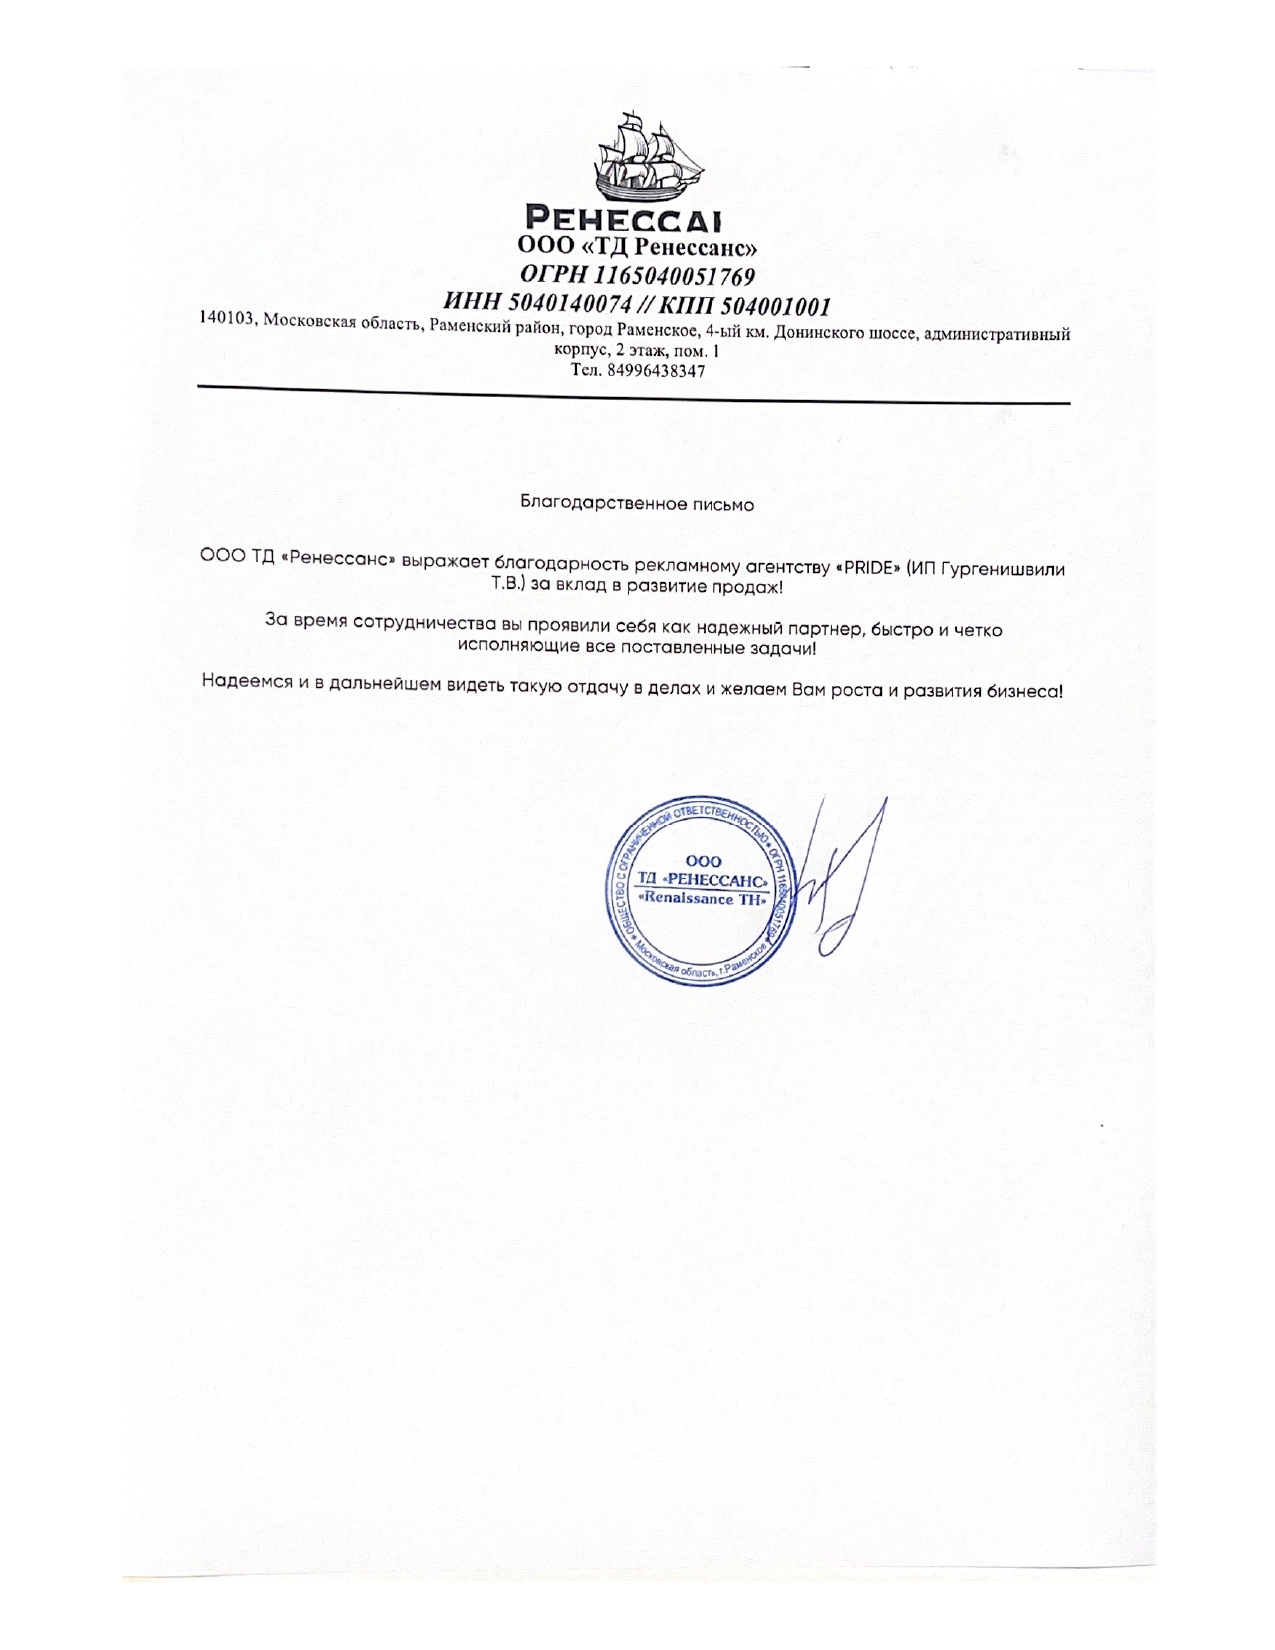 РЕНЕССАI
ООО «ТД Ренессанс»
ОГРН 1165040051769
ИНН 5040140074 // КПП 504001001
140103, Московская область, Раменский район, город Раменское, 4-ый км. Донинского шоссе, административный
корпус, 2 этаж, пом. 1
Тел. 84996438347
Благодарственное письмо
ООО ТД «Ренессанс» выражает благодарность рекламному агентству «PRIDE» (ИП Гургенишвили
Т.В.) за вклад в развитие продаж!
За время сотрудничества вы проявили себя как надежный партнер, быстро и четко
исполняющие все поставленные задачи!
Надеемся и в дальнейшем видеть такую отдачу в делах и желаем Вам роста и развития бизнеса!
ОБЩЕСТВО С ОГРАНИЧЕННОЙ ОТВЕТСТВЕННОСТЬЮ * ОГРН 1165040051769 *
ООО
ТД «РЕНЕССАНС»
«Renaissance TH»
Московская область, г.Раменское